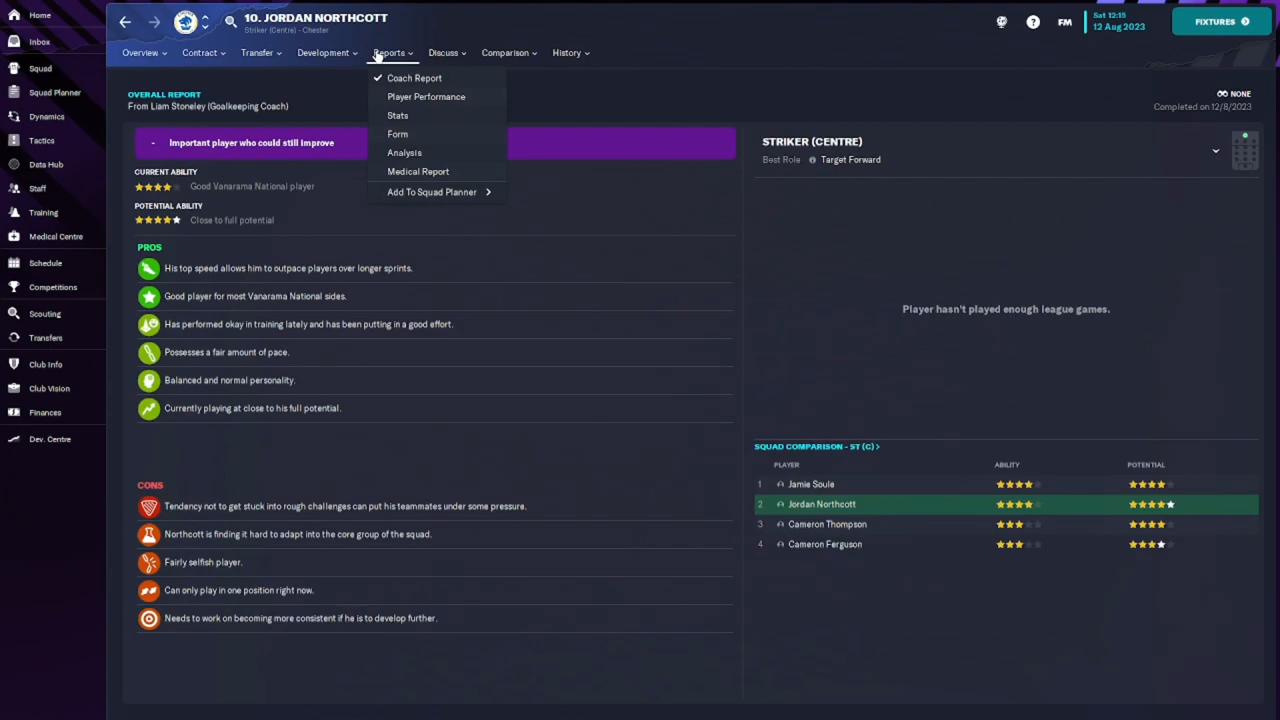 10. JORDAN NORTHCOTT
Striker (Centre) - Chester
FM
Sat 12:15
12 Aug 2023
FIXTURES
Home
Inbox
Squad
Squad Planner
Dynamics
Tactics
Data Hub
Staff
Training
Medical Centre
Schedule
Competitions
Scouting
Transfers
Club Info
Club Vision
Finances
Dev. Centre
Overview
Contract
Transfer
Development
Reports
Discuss
Comparison
History
Coach Report
Player Performance
Stats
Form
Analysis
Medical Report
Add To Squad Planner
OVERALL REPORT
From Liam Stoneley (Goalkeeping Coach)
NONE
Completed on 12/8/2023
- Important player who could still improve
CURRENT ABILITY
Good Vanarama National player
POTENTIAL ABILITY
Close to full potential
PROS
His top speed allows him to outpace players over longer sprints.
Good player for most Vanarama National sides.
Has performed okay in training lately and has been putting in a good effort.
Possesses a fair amount of pace.
Balanced and normal personality.
Currently playing at close to his full potential.
CONS
Tendency not to get stuck into rough challenges can put his teammates under some pressure.
Northcott is finding it hard to adapt into the core group of the squad.
Fairly selfish player.
Can only play in one position right now.
Needs to work on becoming more consistent if he is to develop further.
STRIKER (CENTRE)
Best Role Target Forward
Player hasn't played enough league games.
SQUAD COMPARISON - ST (C) >
PLAYER ABILITY POTENTIAL
1 Jamie Soule
2 Jordan Northcott
3 Cameron Thompson
4 Cameron Ferguson